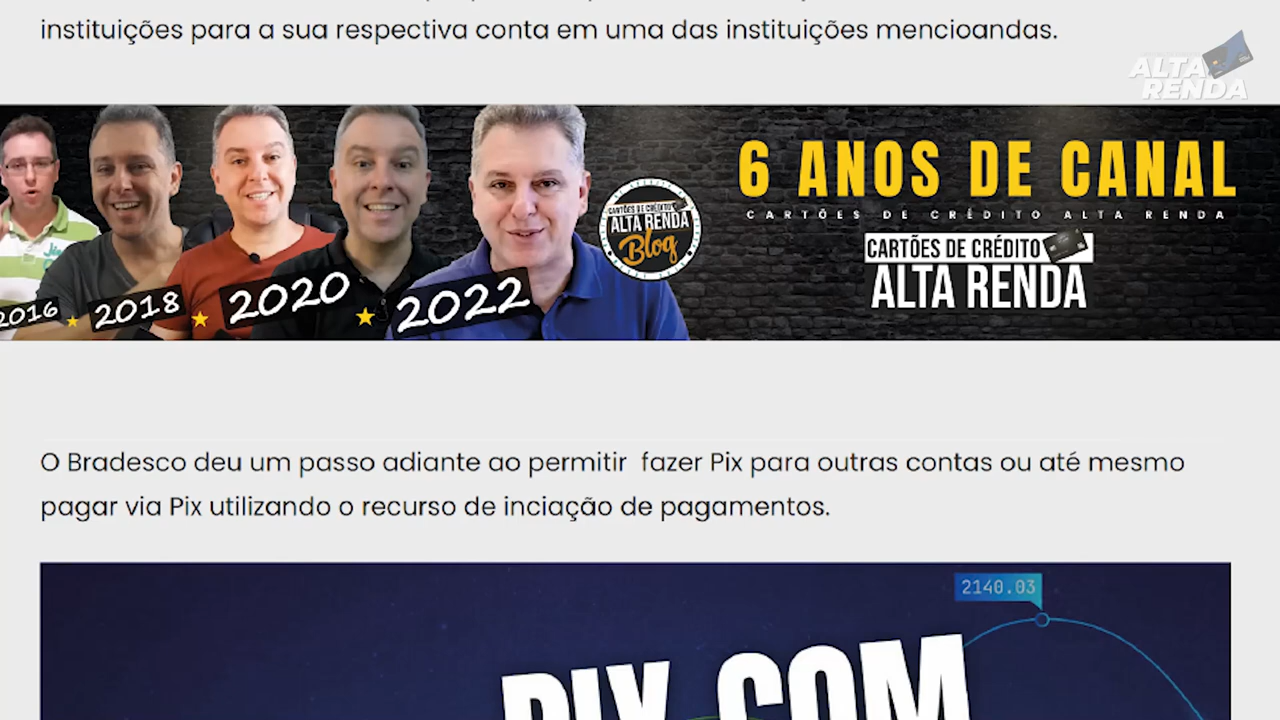 instituições para a sua respectiva conta em uma das instituições mencioandas.
ALTA
RENDA
6 ANOS DE CANAL
CARTÕES DE CRÉDITO ALTA RENDA
CARTÕES DE CRÉDITO
ALTA RENDA
CARTÕES DE CRÉDITO
ALTA RENDA
Blog
2016
2018
2020
2022
O Bradesco deu um passo adiante ao permitir  fazer Pix para outras contas ou até mesmo
pagar via Pix utilizando o recurso de inciação de pagamentos.
2140.03
PIX COM